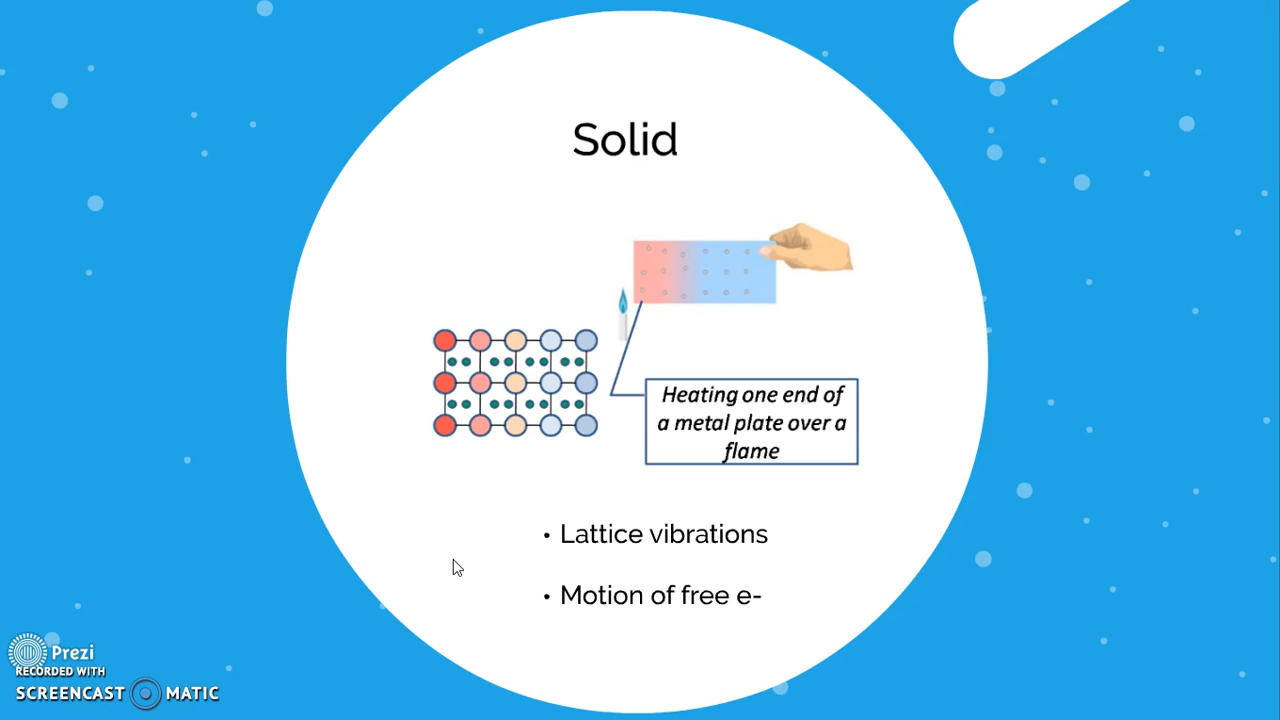 Solid
Heating one end of
a metal plate over a
flame
• Lattice vibrations
• Motion of free e-
Prezi
RECORDED WITH
SCREENCAST MATIC